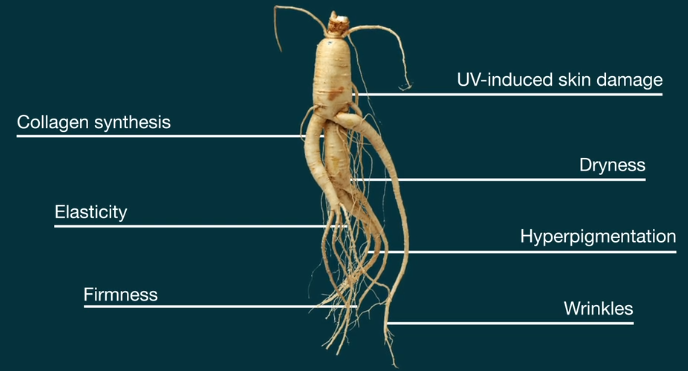 UV-induced skin damage
Collagen synthesis
Dryness
Elasticity
Hyperpigmentation
Firmness
Wrinkles